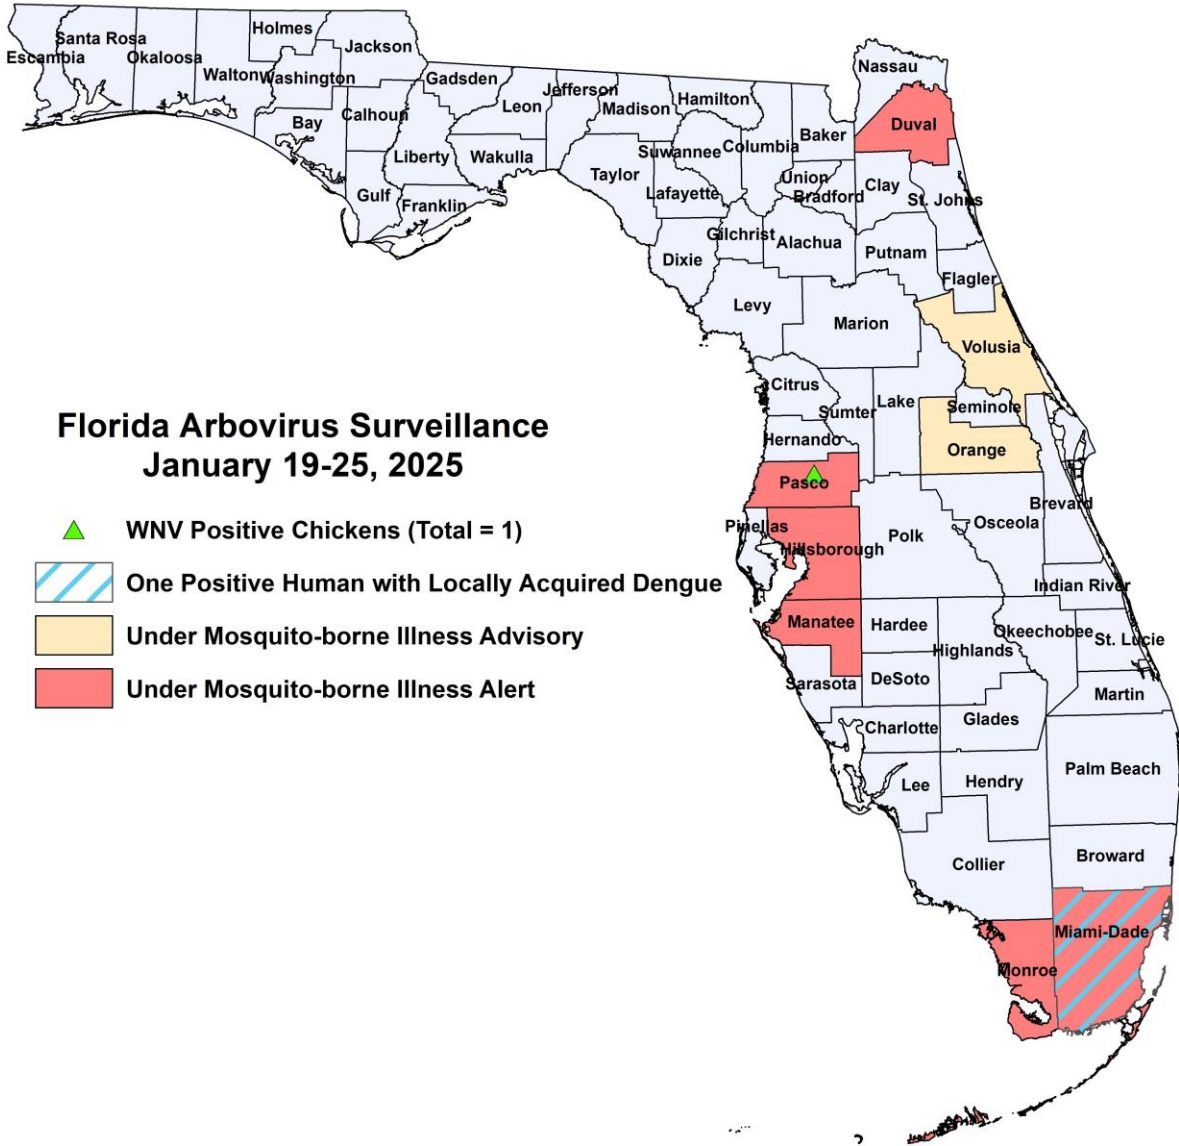 Holmes
Santa Rosa
Jackson
Escambia
Okaloosa
Walton
Washington
Gadsden
Jefferson
Nassau
Leon
Madison
Hamilton
Calhoun
Bay
Duval
Baker
Columbia
Suwannee
Liberty
Wakulla
Taylor
Union
Bradford
Clay
Lafayette
Gulf
Franklin
St. Johns
Gilchrist
Alachua
Putnam
Dixie
Flagler
Levy
Marion
Volusia
Citrus
Lake
Seminole
Sumter
Hernando
Orange
Florida Arbovirus Surveillance
January 19-25, 2025
Pasco
Brevard
WNV Positive Chickens (Total = 1)
Pinellas
Osceola
Polk
Hillsborough
One Positive Human with Locally Acquired Dengue
Indian River
Under Mosquito-borne Illness Advisory
Manatee
Hardee
Okeechobee
St. Lucie
Highlands
Under Mosquito-borne Illness Alert
Sarasota
DeSoto
Martin
Charlotte
Glades
Palm Beach
Lee
Hendry
Broward
Collier
Miami-Dade
Monroe